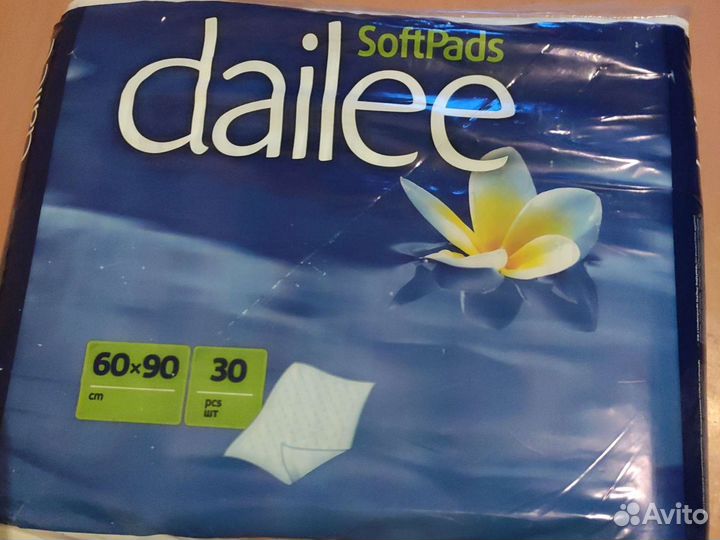 SoftPads
dailee
60×90
cm
30
pcs
шт
Avito